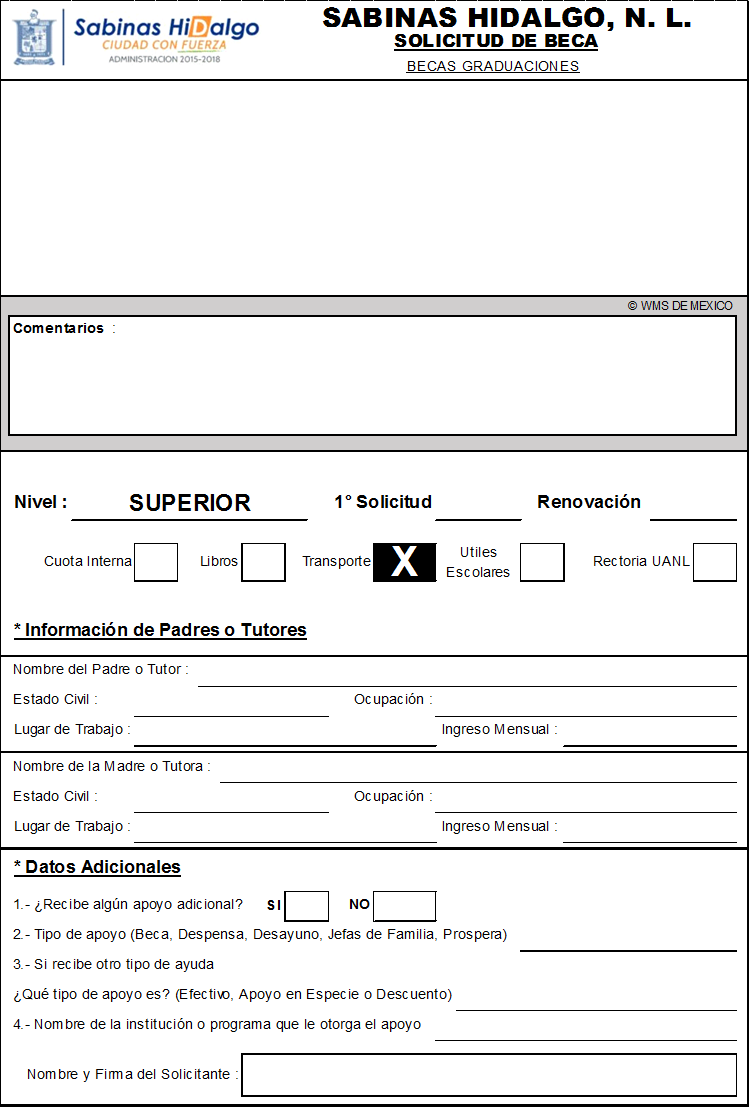 Sabinas HiDalgo
CIUDAD CON FUERZA
ADMINISTRACION 2015-2018
SABINAS HIDALGO, N. L.
SOLICITUD DE BECA
BECAS GRADUACIONES
© WMS DE MEXICO
Comentarios :
Nivel : SUPERIOR 1° Solicitud Renovación
Cuota Interna Libros Transporte X Utiles Escolares Rectoria UANL
* Información de Padres o Tutores
Nombre del Padre o Tutor :
Estado Civil : Ocupación :
Lugar de Trabajo : Ingreso Mensual :
Nombre de la Madre o Tutora :
Estado Civil : Ocupación :
Lugar de Trabajo : Ingreso Mensual :
* Datos Adicionales
1.- ¿Recibe algún apoyo adicional? SI NO
2.- Tipo de apoyo (Beca, Despensa, Desayuno, Jefas de Familia, Prospera)
3.- Si recibe otro tipo de ayuda
¿Qué tipo de apoyo es? (Efectivo, Apoyo en Especie o Descuento)
4.- Nombre de la institución o programa que le otorga el apoyo
Nombre y Firma del Solicitante :